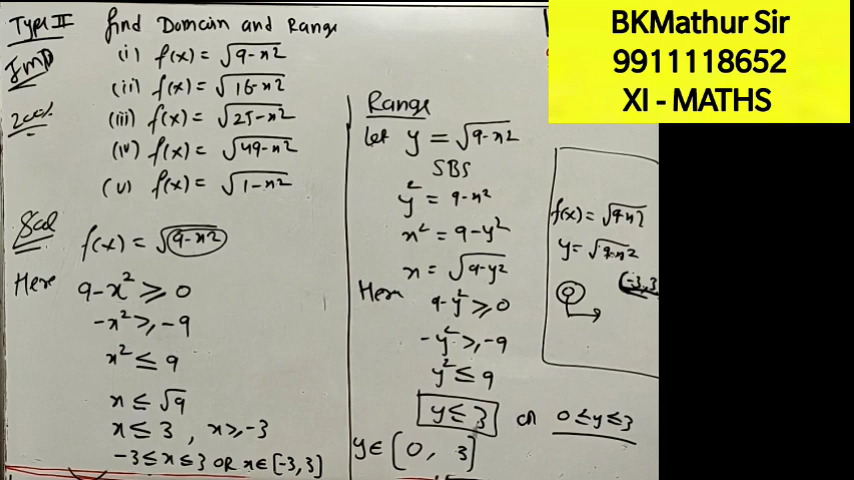 Type II find Domain and Range
Imp (i) f(x) = √9-x²
(ii) f(x) = √16-x²
(iii) f(x) = √25-x²
(iv) f(x) = √49-x²
(v) f(x) = √1-x²
Sol f(x) = √9-x²
Here 9-x² ≥ 0
-x² ≥ -9
x² ≤ 9
x ≤ √9
x ≤ 3 , x ≥ -3
-3 ≤ x ≤ 3 OR x ∈ [-3, 3]
Range
Let y = √9-x²
SBS
y² = 9-x²
x² = 9-y²
x = √9-y²
Here 9-y² ≥ 0
-y² ≥ -9
y² ≤ 9
y ≤ 3 or 0 ≤ y ≤ 3
y ∈ [0, 3]
BKMathur Sir
9911118652
XI - MATHS
f(x) = √9-x²
y = √9-x²
[-3, 3
9